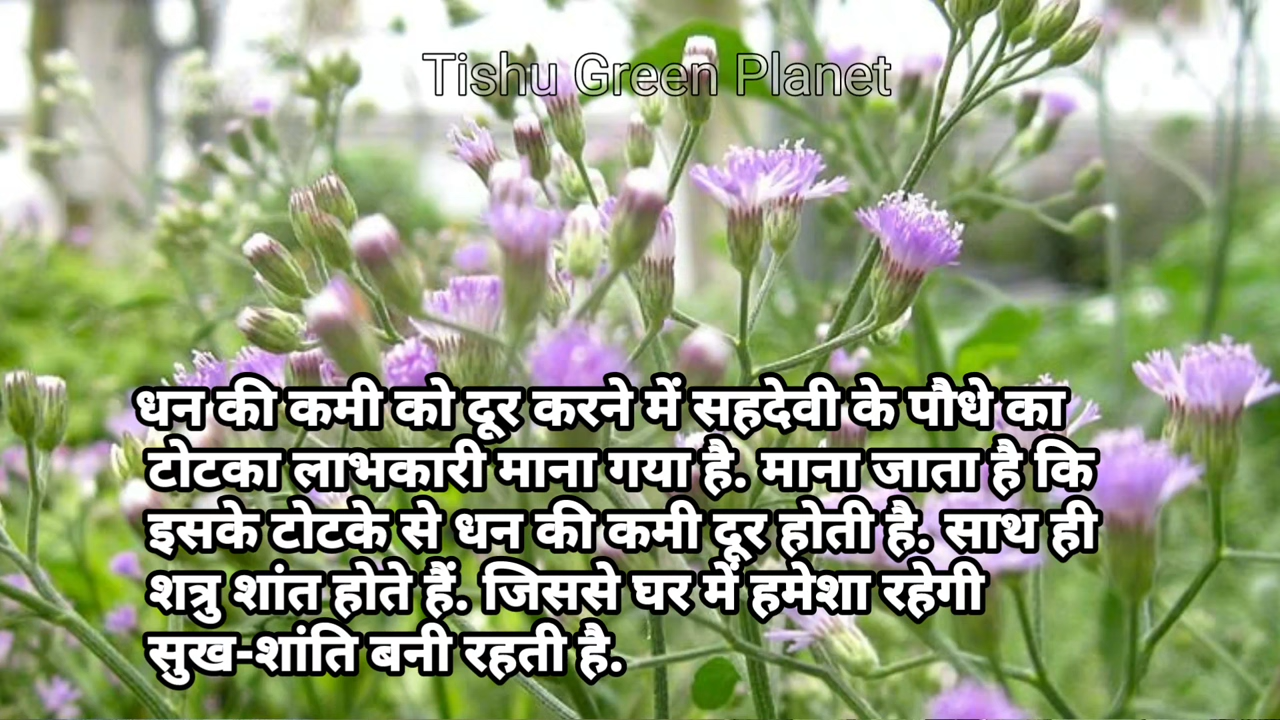 Tishu Green Planet
धन की कमी को दूर करने में सहदेवी के पौधे का
टोटका लाभकारी माना गया है. माना जाता है कि
इसके टोटके से धन की कमी दूर होती है. साथ ही
शत्रु शांत होते हैं. जिससे घर में हमेशा रहेगी
सुख-शांति बनी रहती है.